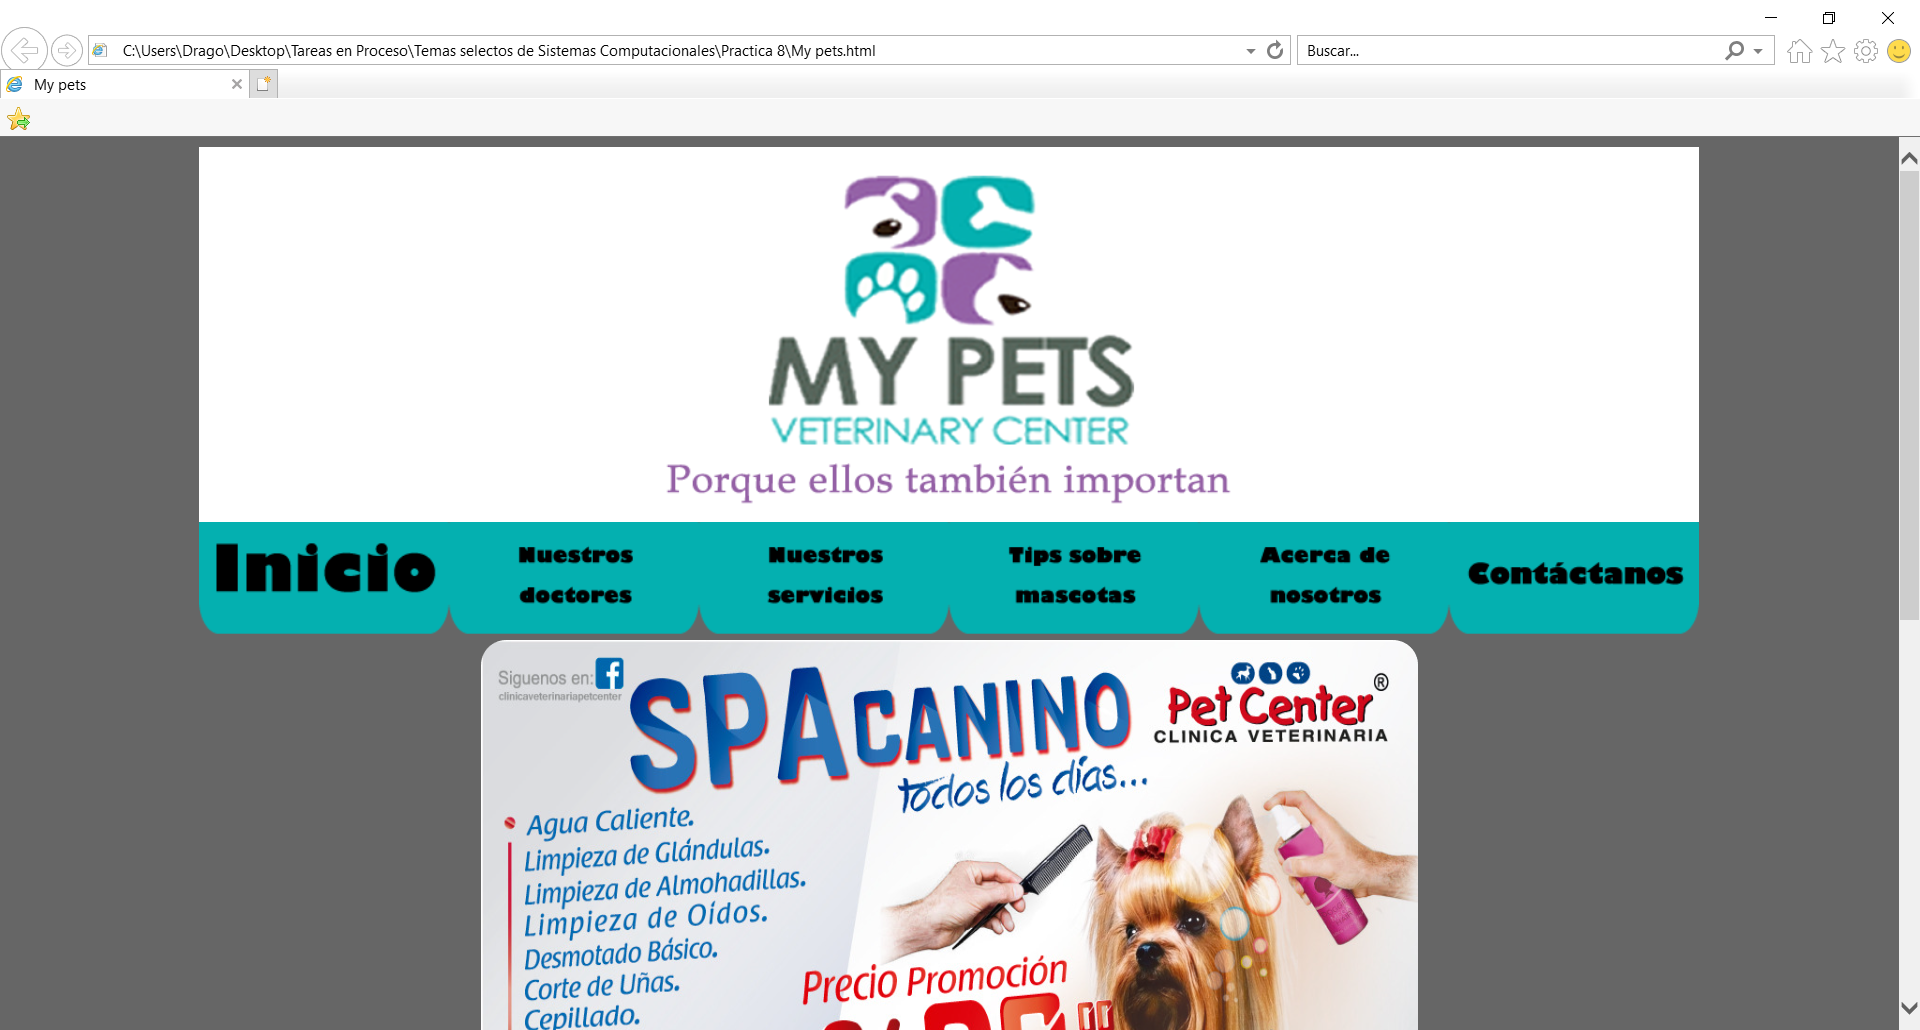 C:\Users\Drago\Desktop\Tareas en Proceso\Temas selectos de Sistemas Computacionales\Practica 8\My pets.html
Buscar...
My pets
MY PETS
VETERINARY CENTER
Porque ellos también importan
Inicio
Nuestros
doctores
Nuestros
servicios
Tips sobre
mascotas
Acerca de
nosotros
Contáctanos
Siguenos en:
clinicaveterinariapetcenter
SPA CANINO
todos los días...
Pet Center ®
CLINICA VETERINARIA
Agua Caliente.
Limpieza de Glándulas.
Limpieza de Almohadillas.
Limpieza de Oídos.
Desmotado Básico.
Corte de Uñas.
Cepillado.
Precio Promoción